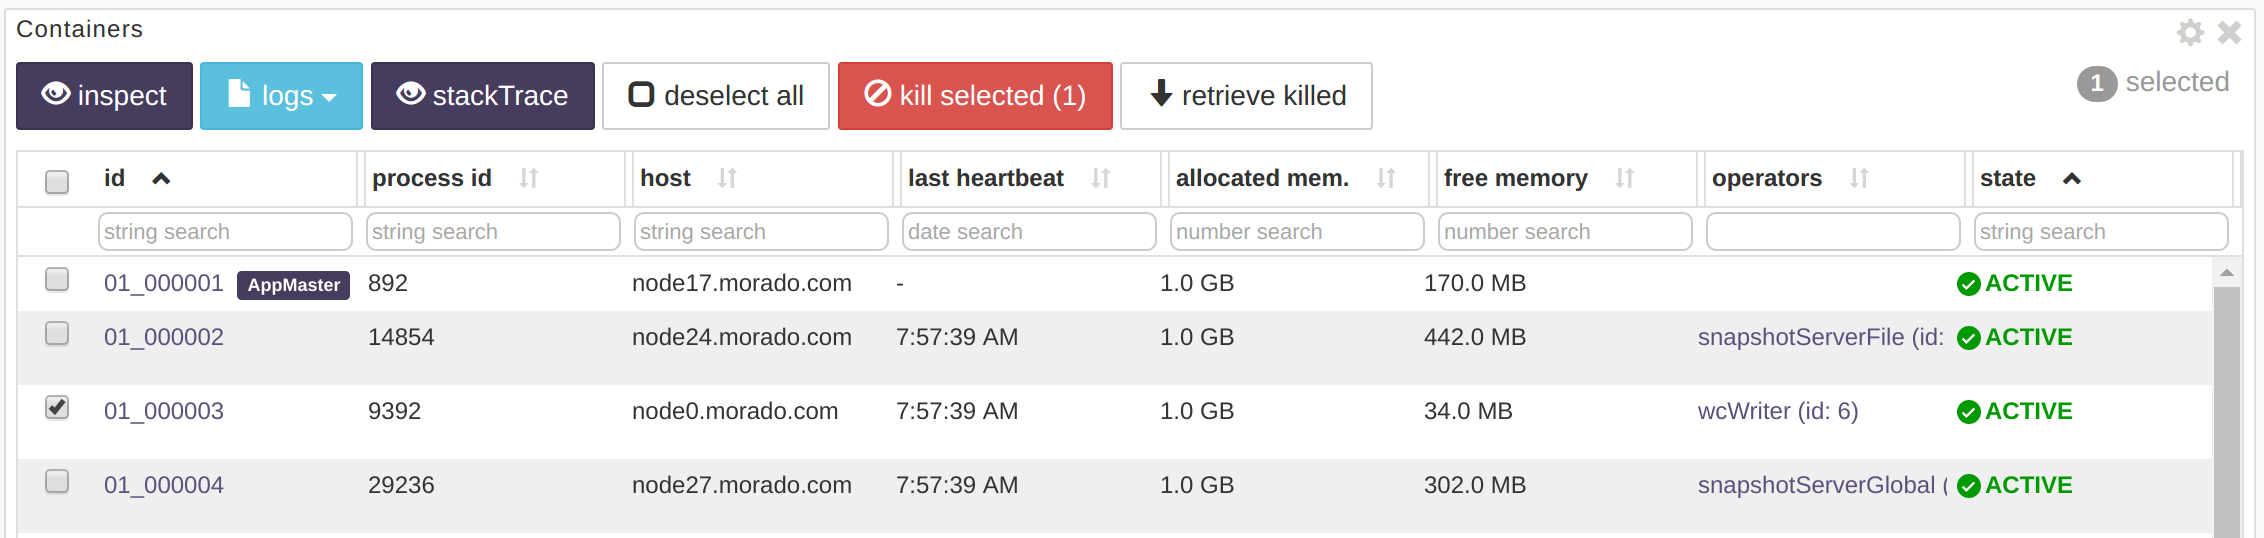 Containers
inspect logs stackTrace deselect all kill selected (1) retrieve killed 1 selected
id process id host last heartbeat allocated mem. free memory operators state
string search string search string search date search number search number search string search
01_000001 AppMaster 892 node17.morado.com - 1.0 GB 170.0 MB ACTIVE
01_000002 14854 node24.morado.com 7:57:39 AM 1.0 GB 442.0 MB snapshotServerFile (id: ACTIVE
01_000003 9392 node0.morado.com 7:57:39 AM 1.0 GB 34.0 MB wcWriter (id: 6) ACTIVE
01_000004 29236 node27.morado.com 7:57:39 AM 1.0 GB 302.0 MB snapshotServerGlobal ( ACTIVE